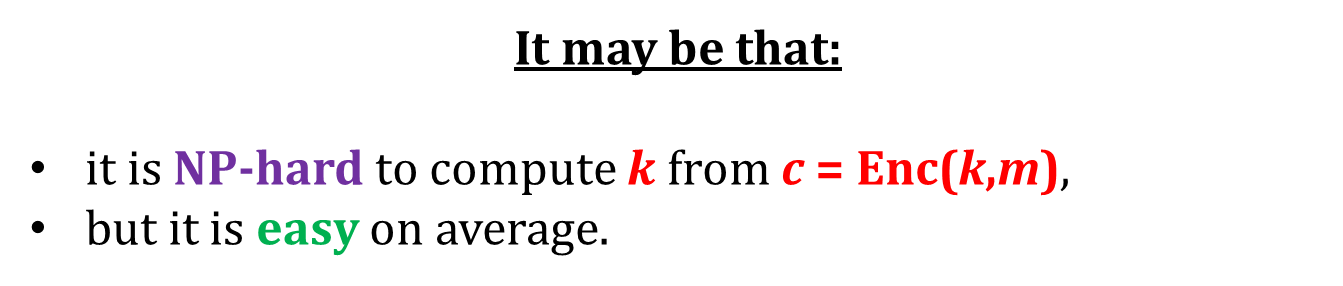 It may be that:
• it is NP-hard to compute k from c = Enc(k,m),
• but it is easy on average.